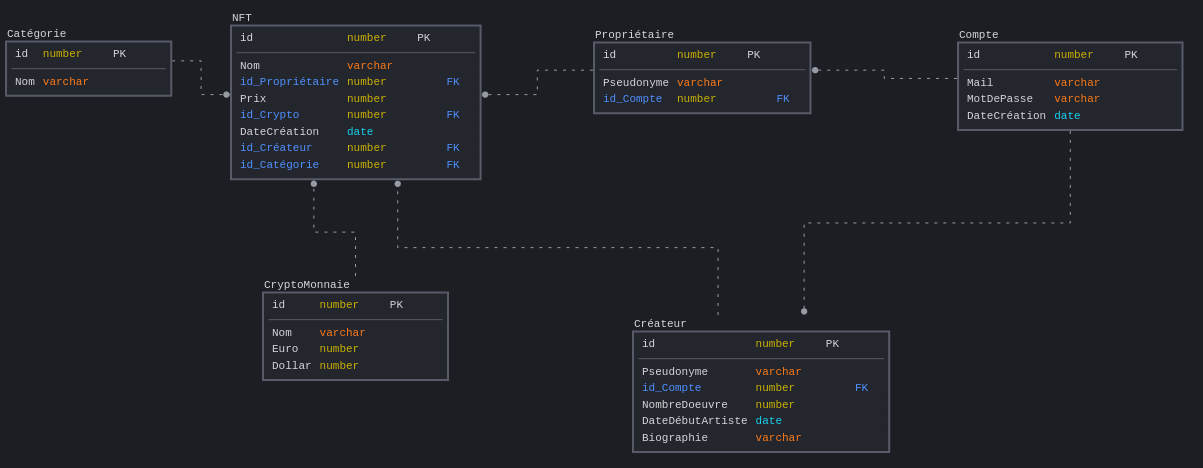 Catégorie
id number PK
Nom varchar
NFT
id number PK
Nom varchar
id_Propriétaire number FK
Prix number
id_Crypto number FK
DateCréation date
id_Créateur number FK
id_Catégorie number FK
Propriétaire
id number PK
Pseudonyme varchar
id_Compte number FK
Compte
id number PK
Mail varchar
MotDePasse varchar
DateCréation date
CryptoMonnaie
id number PK
Nom varchar
Euro number
Dollar number
Créateur
id number PK
Pseudonyme varchar
id_Compte number FK
NombreDoeuvre number
DateDébutArtiste date
Biographie varchar